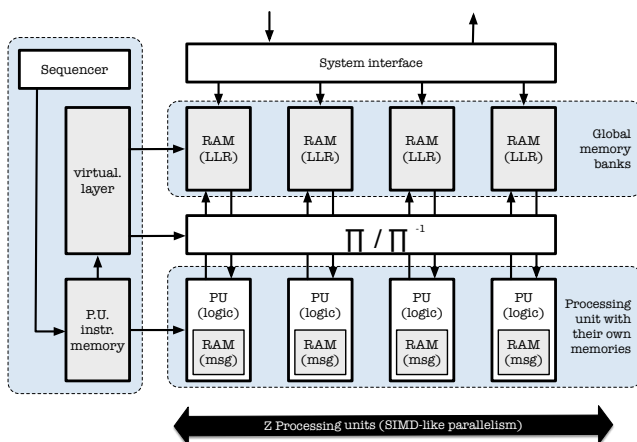 Sequencer
System interface
virtual.
layer
RAM
(LLR)
RAM
(LLR)
RAM
(LLR)
RAM
(LLR)
Global
memory
banks
∏ / ∏ -1
P.U.
instr.
memory
PU
(logic)
RAM
(msg)
PU
(logic)
RAM
(msg)
PU
(logic)
RAM
(msg)
PU
(logic)
RAM
(msg)
Processing
unit with
their own
memories
Z Processing units (SIMD-like parallelism)